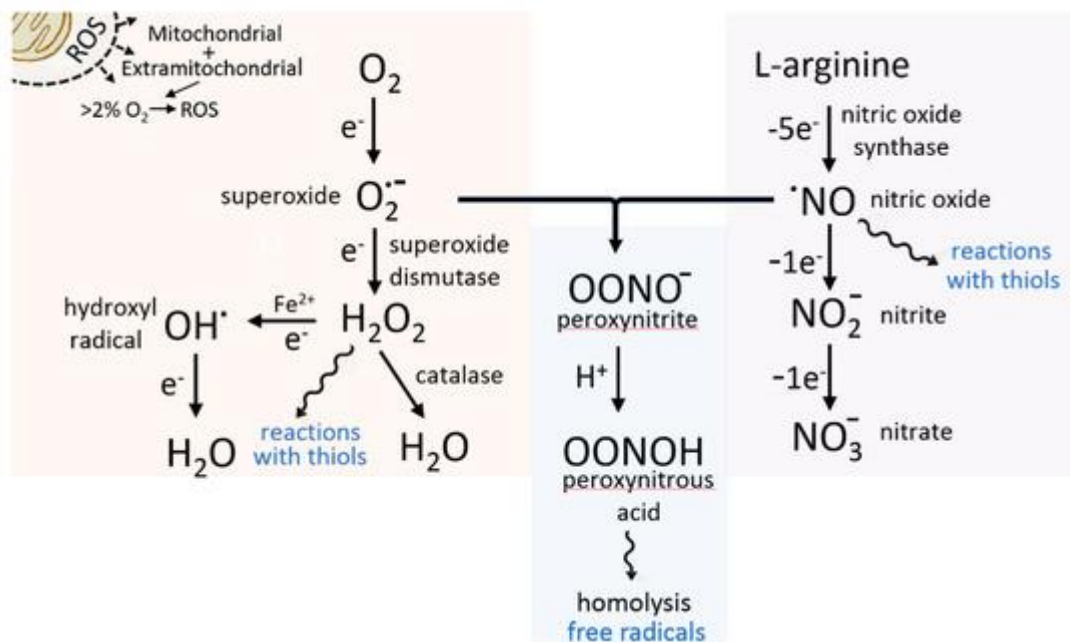 ROS
Mitochondrial
+
Extramitochondrial
>2% O₂ → ROS
O₂
e⁻
superoxide O₂•⁻
e⁻ superoxide
dismutase
hydroxyl
radical
OH• Fe²⁺ H₂O₂
e⁻
e⁻
catalase
H₂O
reactions
with thiols
H₂O
OONO⁻
peroxynitrite
H⁺
OONOH
peroxynitrous
acid
homolysis
free radicals
L-arginine
-5e⁻ nitric oxide
synthase
•NO nitric oxide
-1e⁻
reactions
with thiols
NO₂⁻ nitrite
-1e⁻
NO₃⁻ nitrate